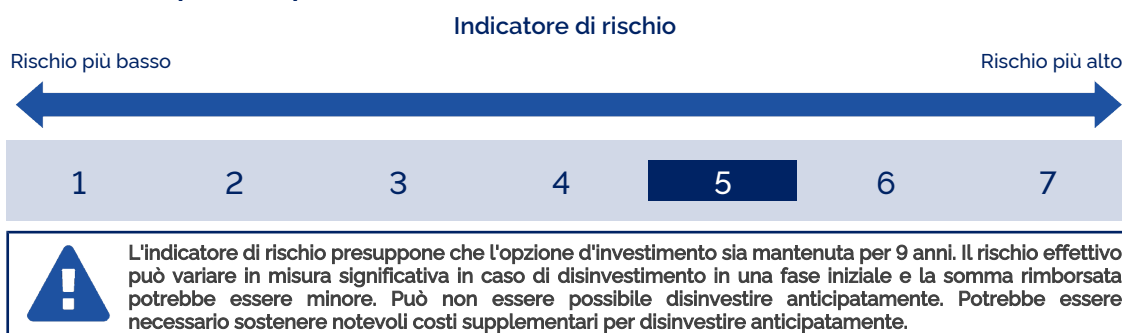 Indicatore di rischio
Rischio più basso Rischio più alto
1 2 3 4 5 6 7
L'indicatore di rischio presuppone che l'opzione d'investimento sia mantenuta per 9 anni. Il rischio effettivo
può variare in misura significativa in caso di disinvestimento in una fase iniziale e la somma rimborsata
potrebbe essere minore. Può non essere possibile disinvestire anticipatamente. Potrebbe essere
necessario sostenere notevoli costi supplementari per disinvestire anticipatamente.